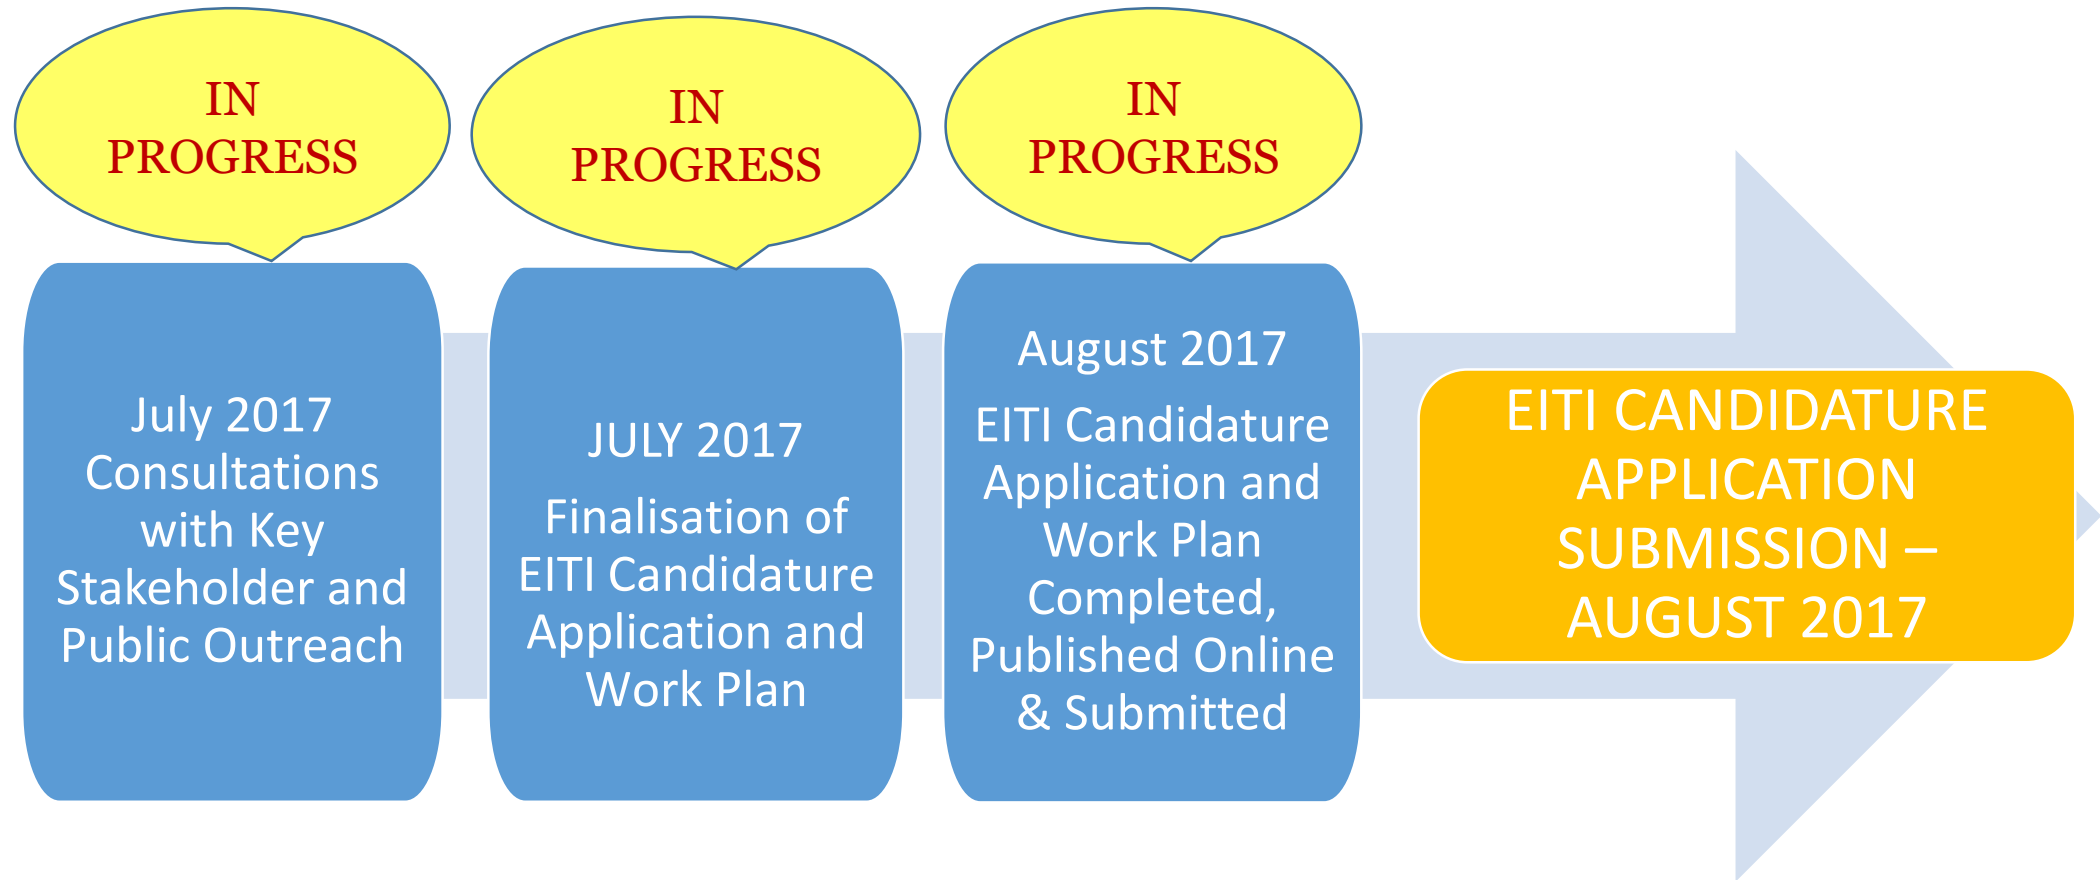 IN
PROGRESS
IN
PROGRESS
IN
PROGRESS
July 2017
Consultations
with Key
Stakeholder and
Public Outreach
JULY 2017
Finalisation of
EITI Candidature
Application and
Work Plan
August 2017
EITI Candidature
Application and
Work Plan
Completed,
Published Online
& Submitted
EITI CANDIDATURE
APPLICATION
SUBMISSION –
AUGUST 2017